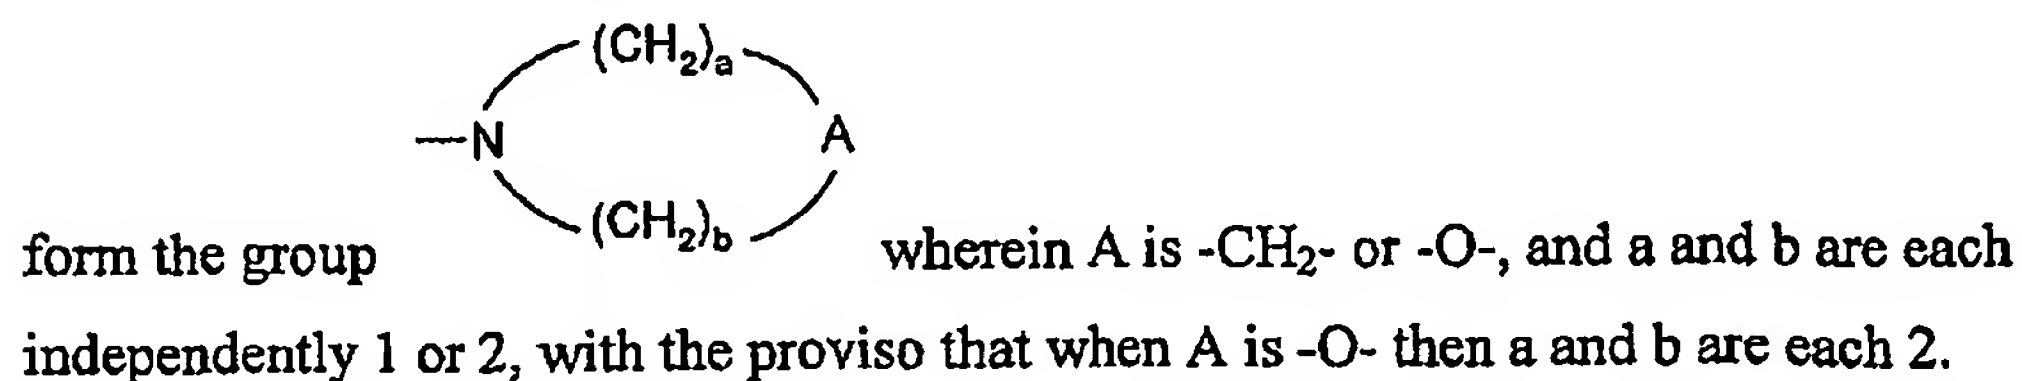 (CH₂)ₐ
—N A
(CH₂)b
form the group wherein A is -CH₂- or -O-, and a and b are each
independently 1 or 2, with the proviso that when A is -O- then a and b are each 2.